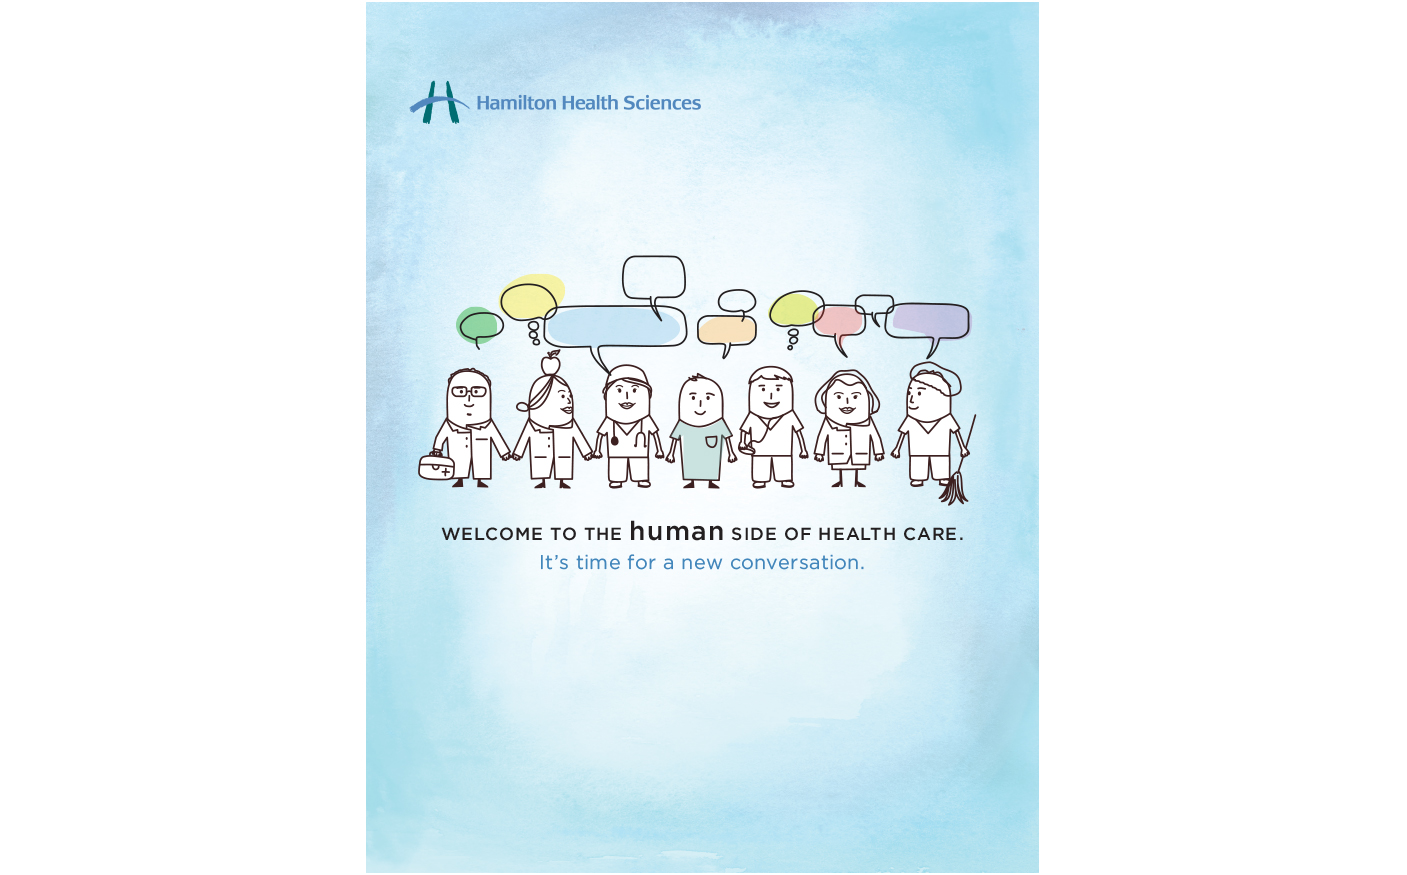 Hamilton Health Sciences
WELCOME TO THE human SIDE OF HEALTH CARE.
It’s time for a new conversation.